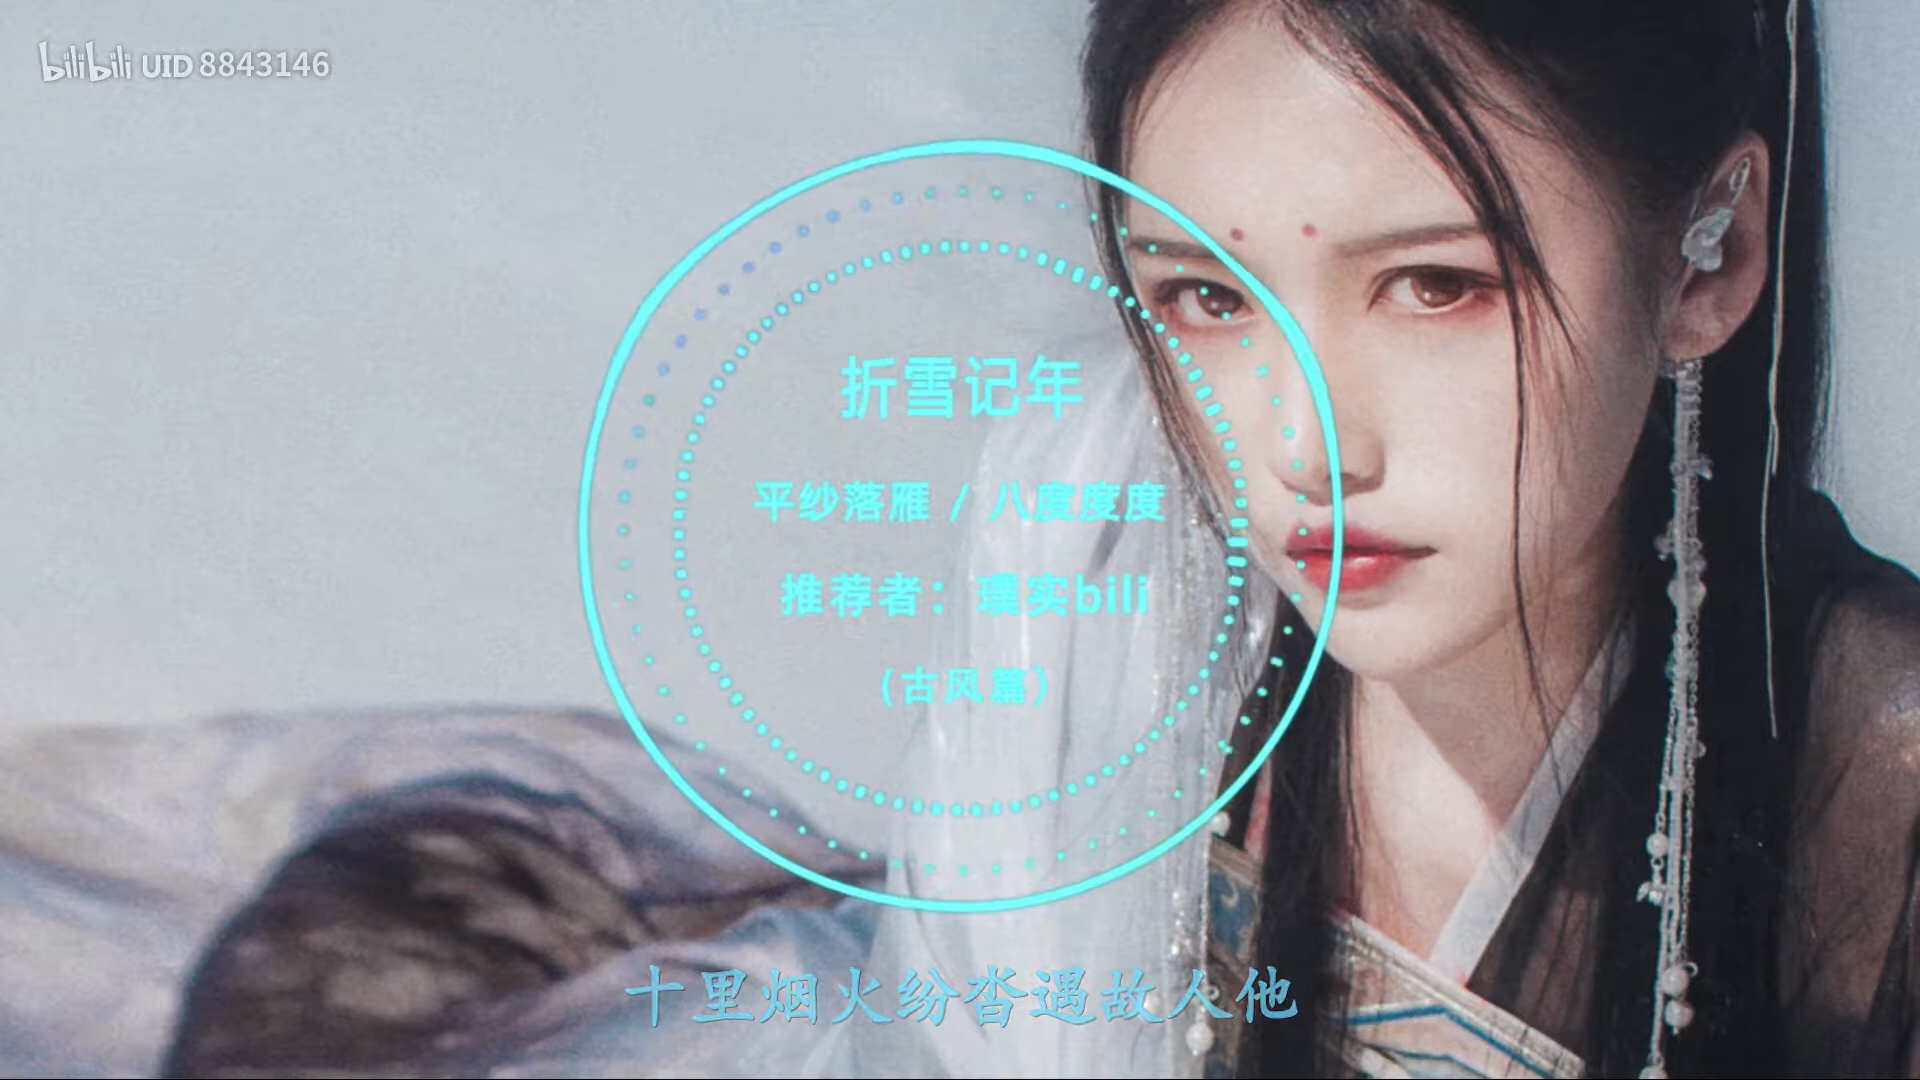 bilibili UID 8843146
折雪记年
平纱落雁 / 八度度度
推荐者：璞实bili
（古风篇）
十里烟火纷沓遇故人他